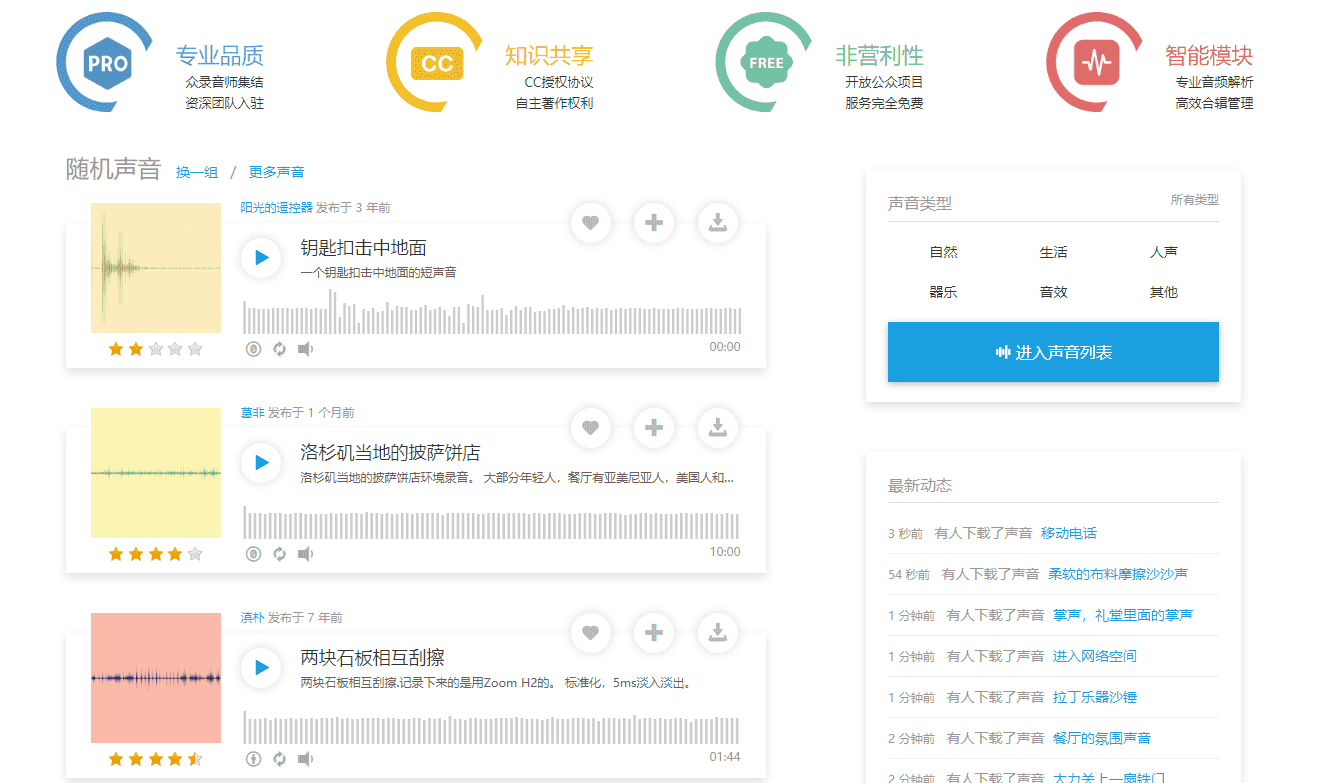 PRO
专业品质
众录音师集结
资深团队入驻
CC
知识共享
CC授权协议
自主著作权利
FREE
非营利性
开放公众项目
服务完全免费
智能模块
专业音频解析
高效合辑管理
随机声音 换一组 / 更多声音
阳光的遥控器 发布于 3 年前
钥匙扣击中地面
一个钥匙扣击中地面的短声音
00:00
葍非 发布于 1 个月前
洛杉矶当地的披萨饼店
洛杉矶当地的披萨饼店环境录音。 大部分年轻人，餐厅有亚美尼亚人，美国人和...
10:00
滇朴 发布于 7 年前
两块石板相互刮擦
两块石板相互刮擦.记录下来的是用Zoom H2的。 标准化，5ms淡入淡出。
01:44
声音类型 所有类型
自然 生活 人声
器乐 音效 其他
进入声音列表
最新动态
3 秒前 有人下载了声音 移动电话
54 秒前 有人下载了声音 柔软的布料摩擦沙沙声
1 分钟前 有人下载了声音 掌声，礼堂里面的掌声
1 分钟前 有人下载了声音 进入网络空间
1 分钟前 有人下载了声音 拉丁乐器沙锤
2 分钟前 有人下载了声音 餐厅的氛围声音
2 分钟前 有人下载了声音 大力关上一扇铁门